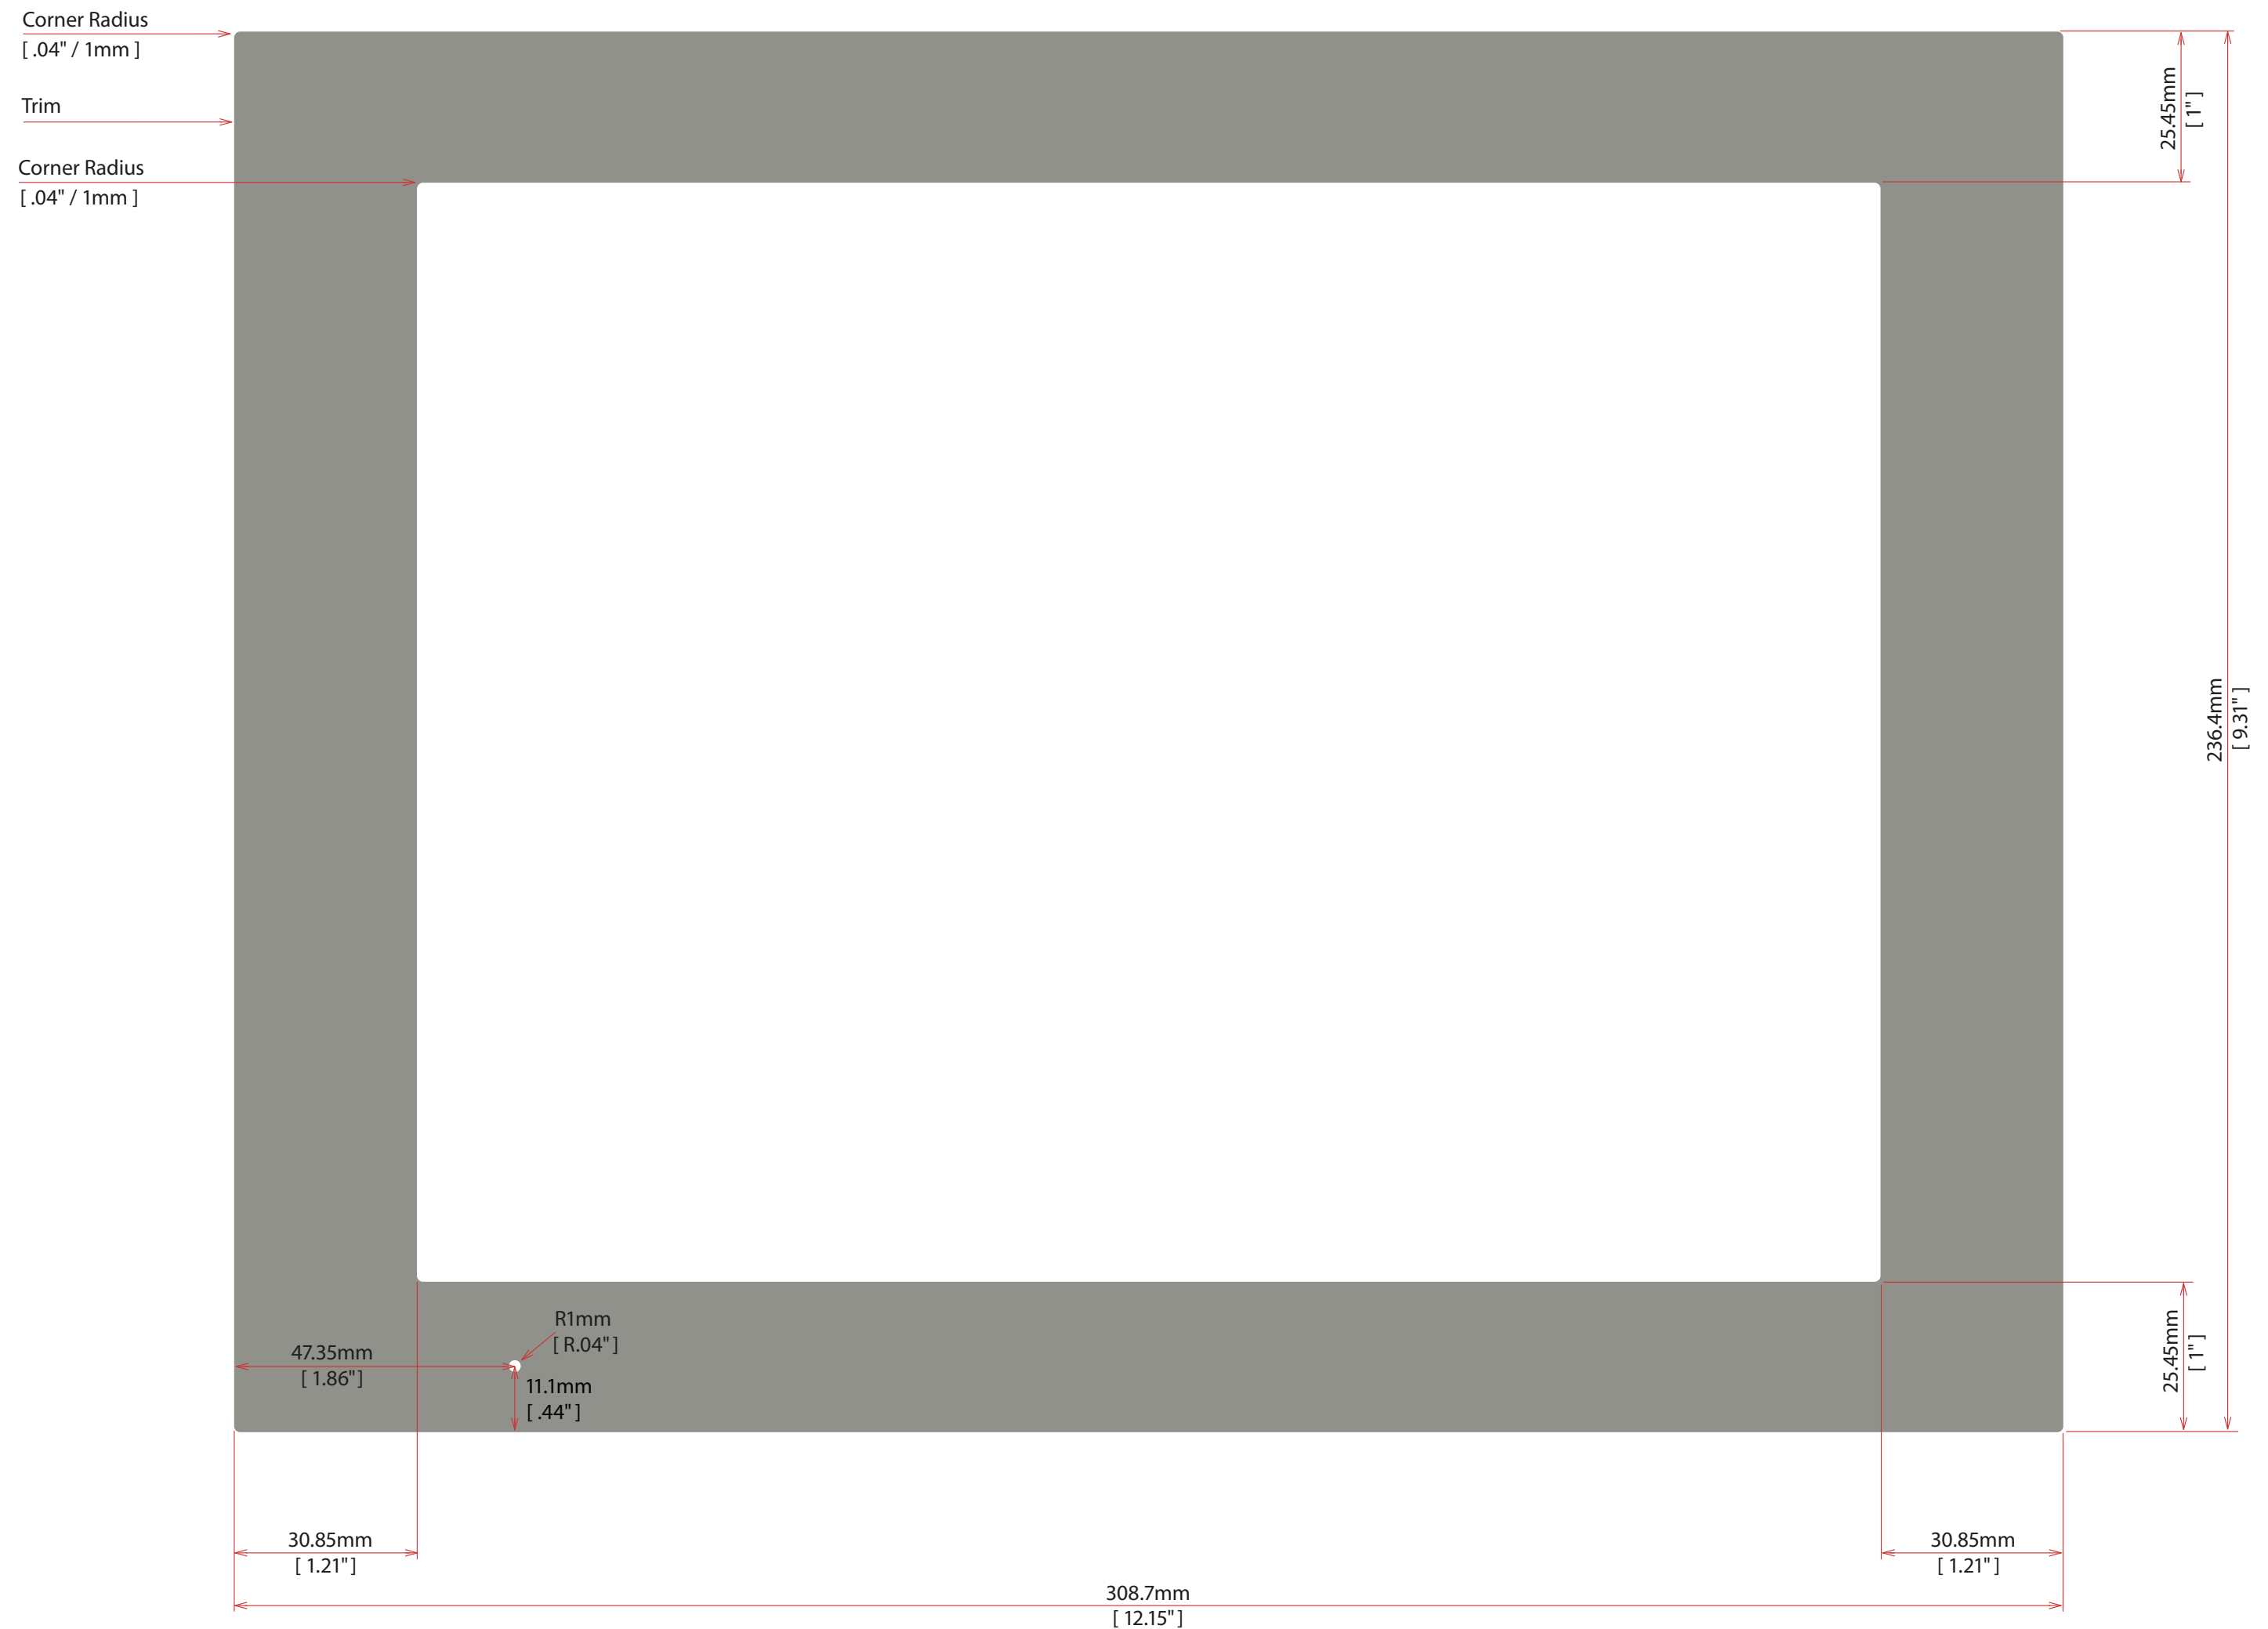 Corner Radius
[ .04" / 1mm ]
Trim
Corner Radius
[ .04" / 1mm ]
25.45mm
[ 1" ]
236.4mm
[ 9.31" ]
R1mm
[ R.04" ]
47.35mm
[ 1.86" ]
11.1mm
[ .44" ]
25.45mm
[ 1" ]
30.85mm
[ 1.21" ]
30.85mm
[ 1.21" ]
308.7mm
[ 12.15" ]